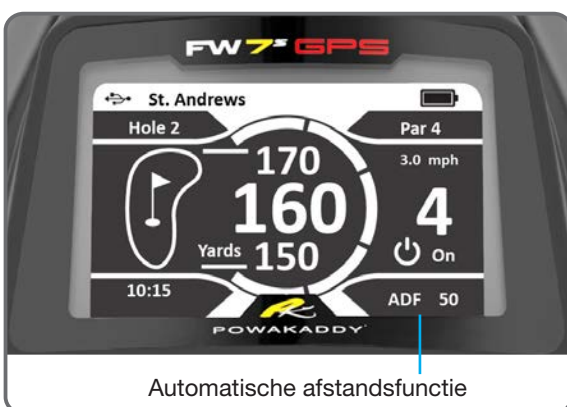 FW7s GPS
St. Andrews
Hole 2
Par 4
170
3.0 mph
160
4
Yards 150
On
10:15
ADF 50
POWAKADDY
Automatische afstandsfunctie